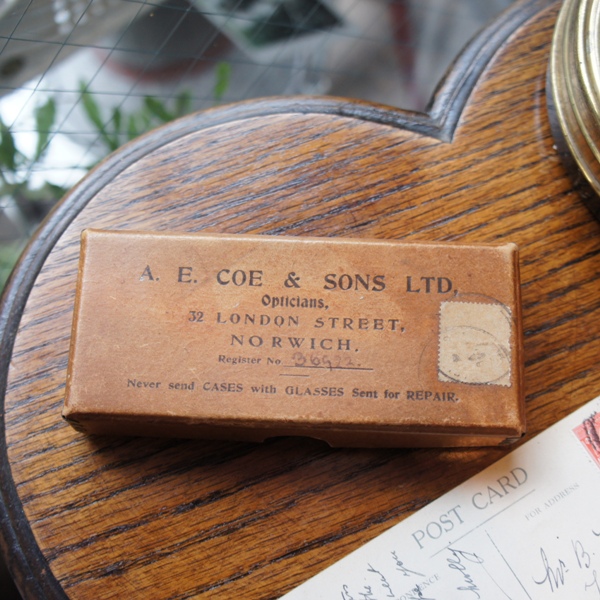 A. E. COE & SONS LTD,
Opticians,
32 LONDON STREET,
NORWICH.
Register No 36922.
Never send CASES with GLASSES Sent for REPAIR.
POST CARD
FOR ADDRESS